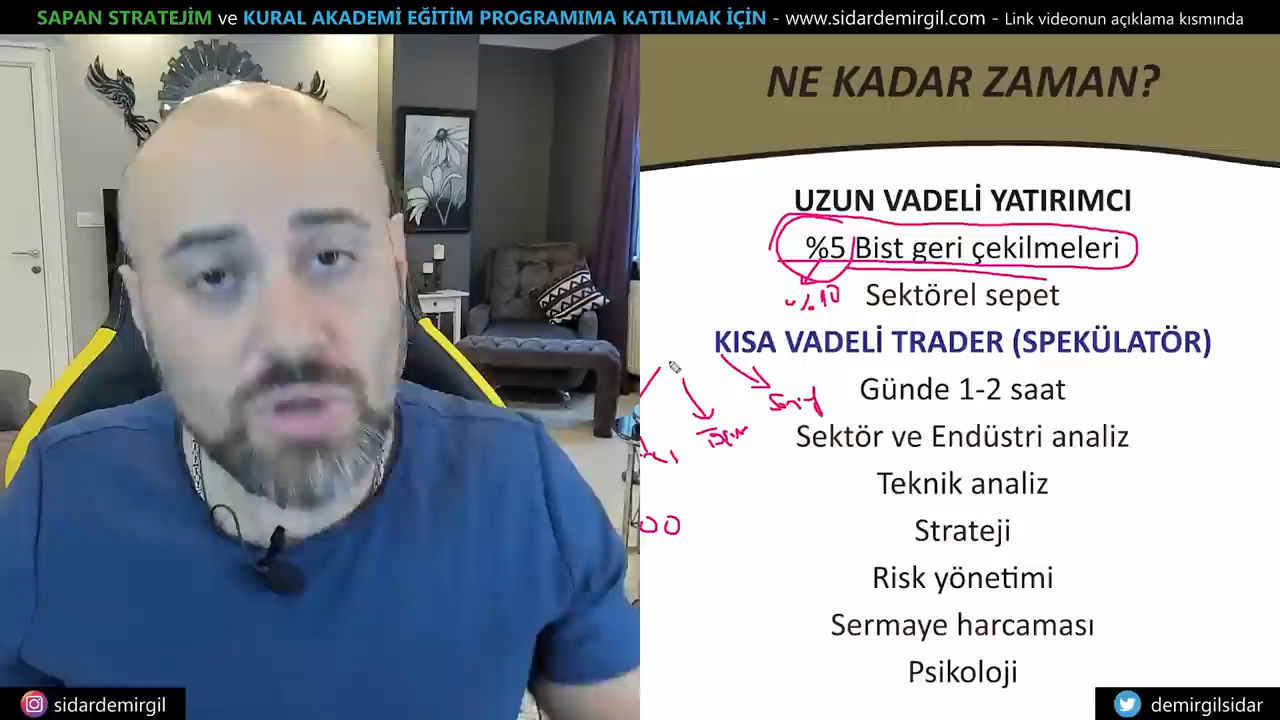 SAPAN STRATEJİM ve KURAL AKADEMİ EĞİTİM PROGRAMIMA KATILMAK İÇİN - www.sidardemirgil.com - Link videonun açıklama kısmında
NE KADAR ZAMAN?
UZUN VADELİ YATIRIMCI
%5 Bist geri çekilmeleri
%10
Sektörel sepet
KISA VADELİ TRADER (SPEKÜLATÖR)
Günde 1-2 saat
Sektör ve Endüstri analiz
Teknik analiz
00
Strateji
Risk yönetimi
Sermaye harcaması
Psikoloji
sidardemirgil
demirgilsidar